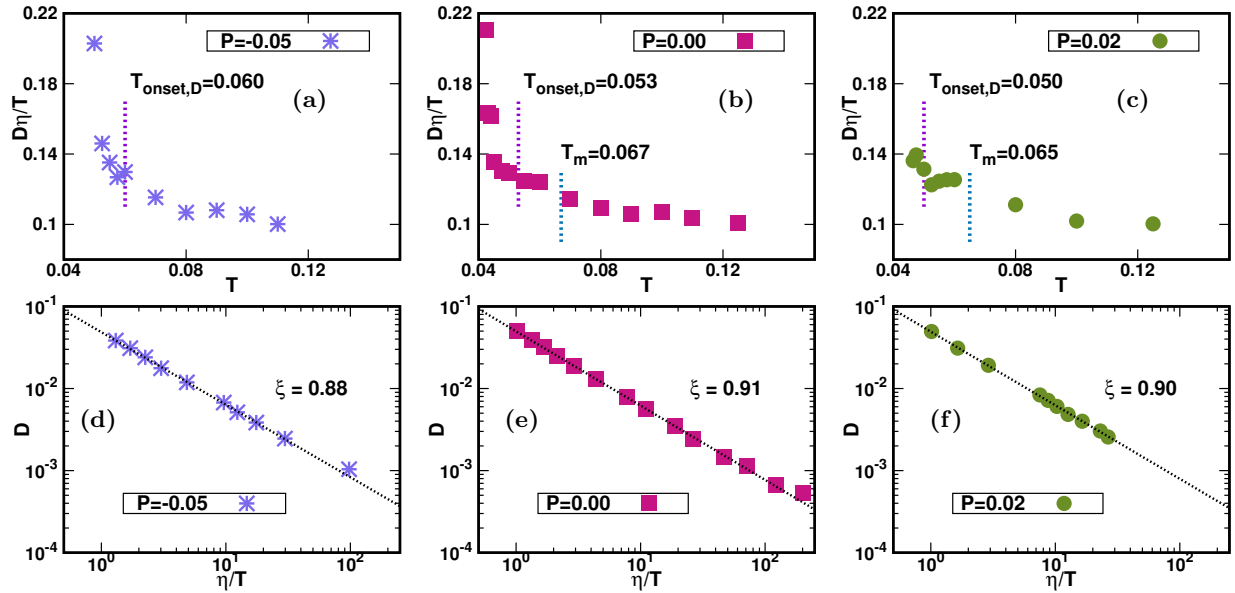 0.22
0.18
0.14
0.1
Dη/T
P=-0.05
T_onset,D=0.060
(a)
0.04
0.08
0.12
T
0.22
0.18
0.14
0.1
Dη/T
P=0.00
T_onset,D=0.053
(b)
T_m=0.067
0.04
0.08
0.12
T
0.22
0.18
0.14
0.1
Dη/T
P=0.02
T_onset,D=0.050
(c)
T_m=0.065
0.04
0.08
0.12
T
10^-1
10^-2
10^-3
10^-4
D
ξ = 0.88
(d)
P=-0.05
10^0
10^1
10^2
η/T
10^-1
10^-2
10^-3
10^-4
D
ξ = 0.91
(e)
P=0.00
10^0
10^1
10^2
η/T
10^-1
10^-2
10^-3
10^-4
D
ξ = 0.90
(f)
P=0.02
10^0
10^1
10^2
η/T